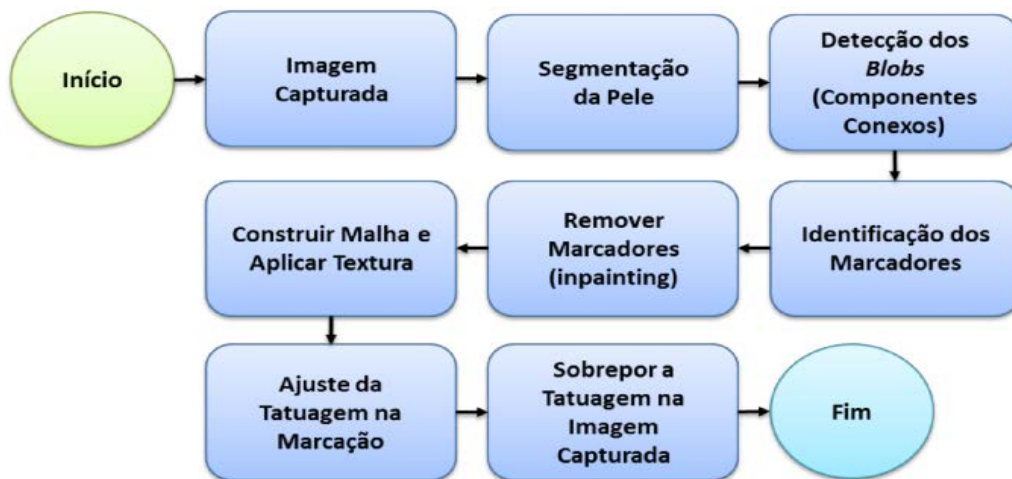 Início
Imagem
Capturada
Segmentação
da Pele
Detecção dos
Blobs
(Componentes
Conexos)
Identificação dos
Marcadores
Remover
Marcadores
(inpainting)
Construir Malha e
Aplicar Textura
Ajuste da
Tatuagem na
Marcação
Sobrepor a
Tatuagem na
Imagem
Capturada
Fim